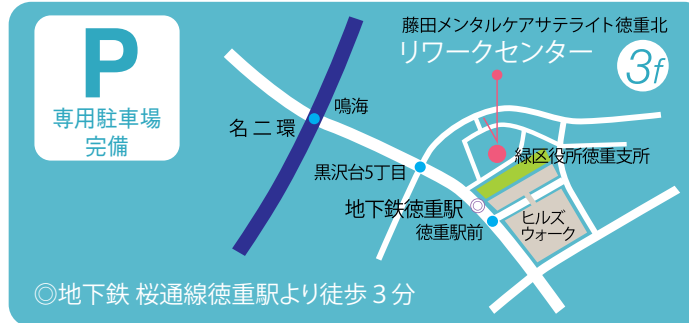 P
専用駐車場
完備
藤田メンタルケアサテライト徳重北
リワークセンター
3f
名二環
鳴海
黒沢台5丁目
緑区役所徳重支所
地下鉄徳重駅
◎
徳重駅前
ヒルズ
ウォーク
◎地下鉄 桜通線徳重駅より徒歩3分